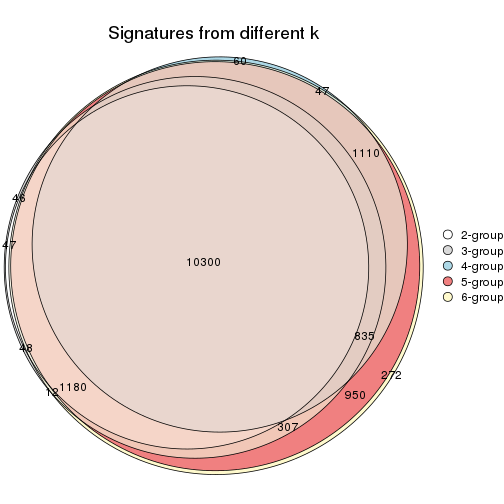 Signatures from different k
60
47
1110
46
47
10300
2-group
3-group
4-group
5-group
6-group
835
48
272
1180
12
950
307